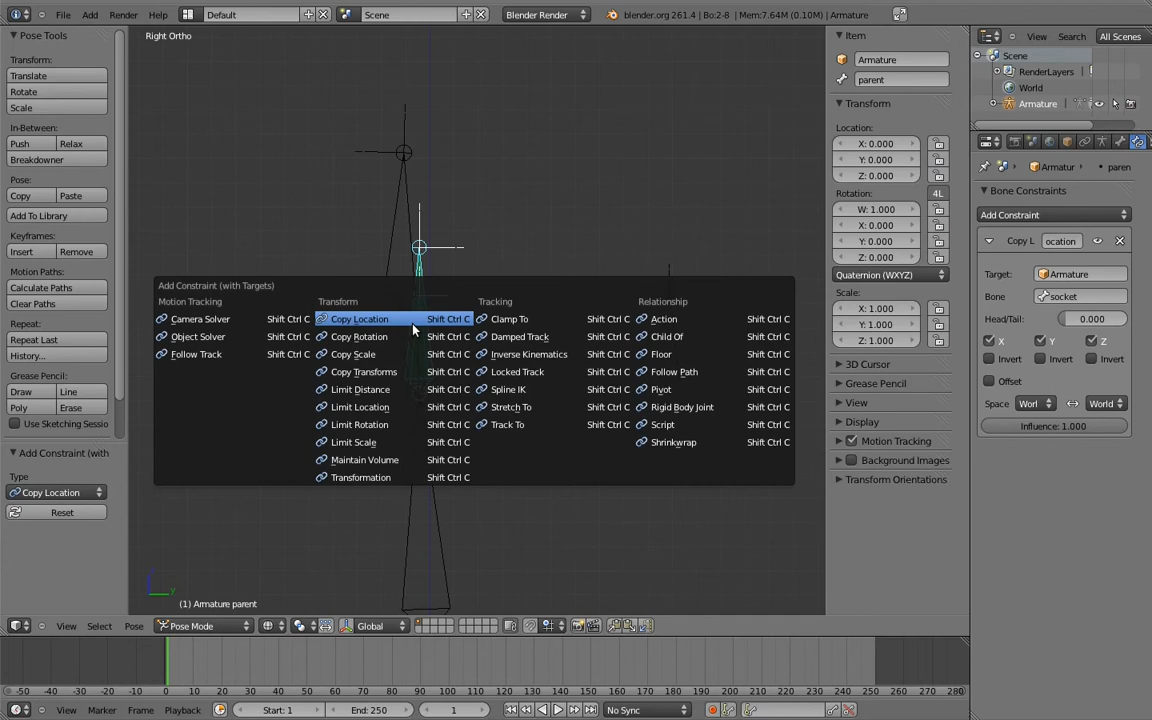 File Add Render Help Default Scene Blender Render blender.org 261.4 | Bo:2-8 | Mem:7.64M (0.10M) | Armature
Pose Tools
Transform:
Translate
Rotate
Scale
In-Between:
Push Relax
Breakdowner
Pose:
Copy Paste
Add To Library
Keyframes:
Insert Remove
Motion Paths:
Calculate Paths
Clear Paths
Repeat:
Repeat Last
History...
Grease Pencil:
Draw Line
Poly Erase
Use Sketching Sessio
Add Constraint (with
Type
Copy Location
Reset
Right Ortho
Add Constraint (with Targets)
Motion Tracking
Camera Solver Shift Ctrl C
Object Solver Shift Ctrl C
Follow Track Shift Ctrl C
Transform
Copy Location Shift Ctrl C
Copy Rotation Shift Ctrl C
Copy Scale Shift Ctrl C
Copy Transforms Shift Ctrl C
Limit Distance Shift Ctrl C
Limit Location Shift Ctrl C
Limit Rotation Shift Ctrl C
Limit Scale Shift Ctrl C
Maintain Volume Shift Ctrl C
Transformation Shift Ctrl C
Tracking
Clamp To Shift Ctrl C
Damped Track Shift Ctrl C
Inverse Kinematics Shift Ctrl C
Locked Track Shift Ctrl C
Spline IK Shift Ctrl C
Stretch To Shift Ctrl C
Track To Shift Ctrl C
Relationship
Action Shift Ctrl C
Child Of Shift Ctrl C
Floor Shift Ctrl C
Follow Path Shift Ctrl C
Pivot Shift Ctrl C
Rigid Body Joint Shift Ctrl C
Script Shift Ctrl C
Shrinkwrap Shift Ctrl C
z
y
(1) Armature parent
View Select Pose Pose Mode Global
Item
Armature
parent
Transform
Location:
X: 0.000
Y: 0.000
Z: 0.000
Rotation:
4L
W: 1.000
X: 0.000
Y: 0.000
Z: 0.000
Quaternion (WXYZ)
Scale:
X: 1.000
Y: 1.000
Z: 1.000
3D Cursor
Grease Pencil
View
Display
Motion Tracking
Background Images
Transform Orientations
View Search All Scenes
Scene
RenderLayers
World
Armature
Armatur paren
Bone Constraints
Add Constraint
Copy L ocation
Target: Armature
Bone socket
Head/Tail: 0.000
X Y Z
Invert Invert Invert
Offset
Space Worl World
Influence: 1.000
-50 -40 -30 -20 -10 0 10 20 30 40 50 60 70 80 90 100 110 120 130 140 150 160 170 180 190 200 210 220 230 240 250 260 270 280
View Marker Frame Playback Start: 1 End: 250 1 No Sync